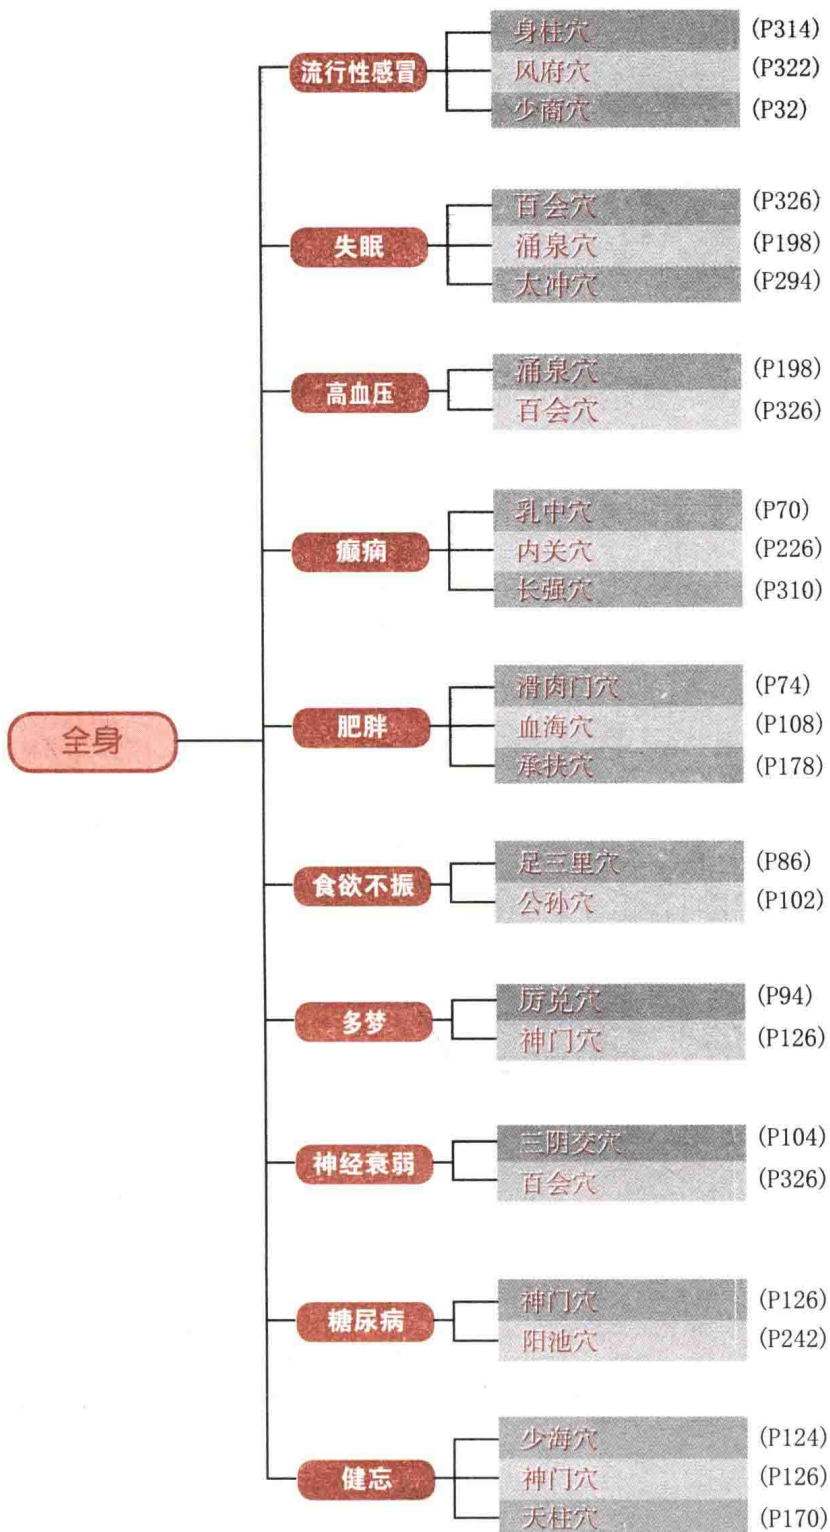 全身
流行性感冒
身柱穴 (P314)
风府穴 (P322)
少商穴 (P32)
失眠
百会穴 (P326)
涌泉穴 (P198)
太冲穴 (P294)
高血压
涌泉穴 (P198)
百会穴 (P326)
癫痫
乳中穴 (P70)
内关穴 (P226)
长强穴 (P310)
肥胖
滑肉门穴 (P74)
血海穴 (P108)
承扶穴 (P178)
食欲不振
足三里穴 (P86)
公孙穴 (P102)
多梦
厉兑穴 (P94)
神门穴 (P126)
神经衰弱
三阴交穴 (P104)
百会穴 (P326)
糖尿病
神门穴 (P126)
阳池穴 (P242)
健忘
少海穴 (P124)
神门穴 (P126)
天柱穴 (P170)